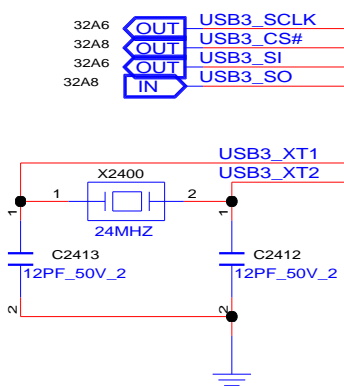 32A6 OUT USB3_SCLK
32A8 OUT USB3_CS#
32A6 OUT USB3_SI
32A8 IN USB3_SO
USB3_XT1
X2400 USB3_XT2
1 2
1 1
24MHZ
C2413 C2412
12PF_50V_2 12PF_50V_2
2 2